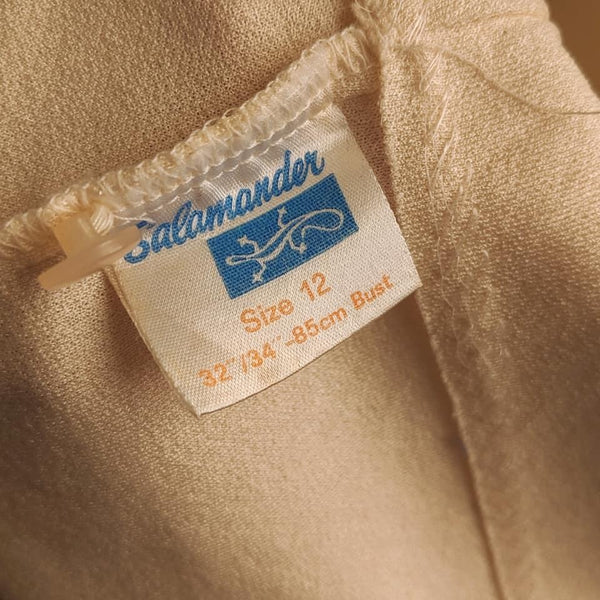 Salamander
Size 12
32"/34"-85cm Bust